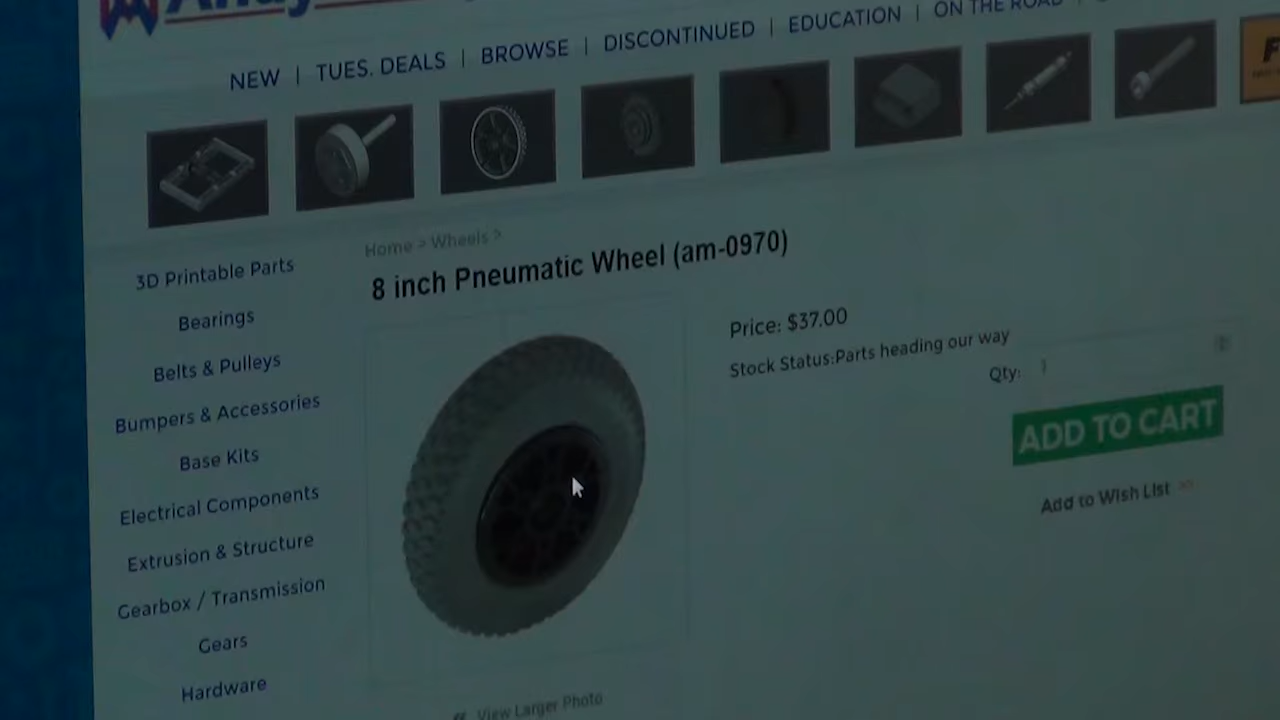 NEW | TUES. DEALS | BROWSE | DISCONTINUED | EDUCATION | ON THE ROAD
Home > Wheels >
8 inch Pneumatic Wheel (am-0970)
3D Printable Parts
Bearings
Belts & Pulleys
Bumpers & Accessories
Base Kits
Electrical Components
Extrusion & Structure
Gearbox / Transmission
Gears
Hardware
Price: $37.00
Stock Status:Parts heading our way
Qty: 1
ADD TO CART
Add to Wish List >>
View Larger Photo